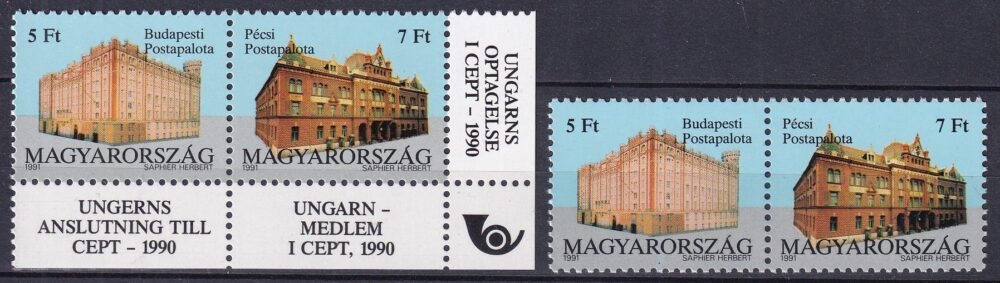 5 Ft
Budapesti
Postapalota
MAGYARORSZÁG
1991
SAPHIER HERBERT
Pécsi
Postapalota
7 Ft
MAGYARORSZÁG
1991
SAPHIER HERBERT
UNGARNS
OPTAGELSE
I CEPT – 1990
UNGERNS
ANSLUTNING TILL
CEPT – 1990
UNGARN –
MEDLEM
I CEPT, 1990
5 Ft
Budapesti
Postapalota
MAGYARORSZÁG
1991
SAPHIER HERBERT
Pécsi
Postapalota
7 Ft
MAGYARORSZÁG
1991
SAPHIER HERBERT